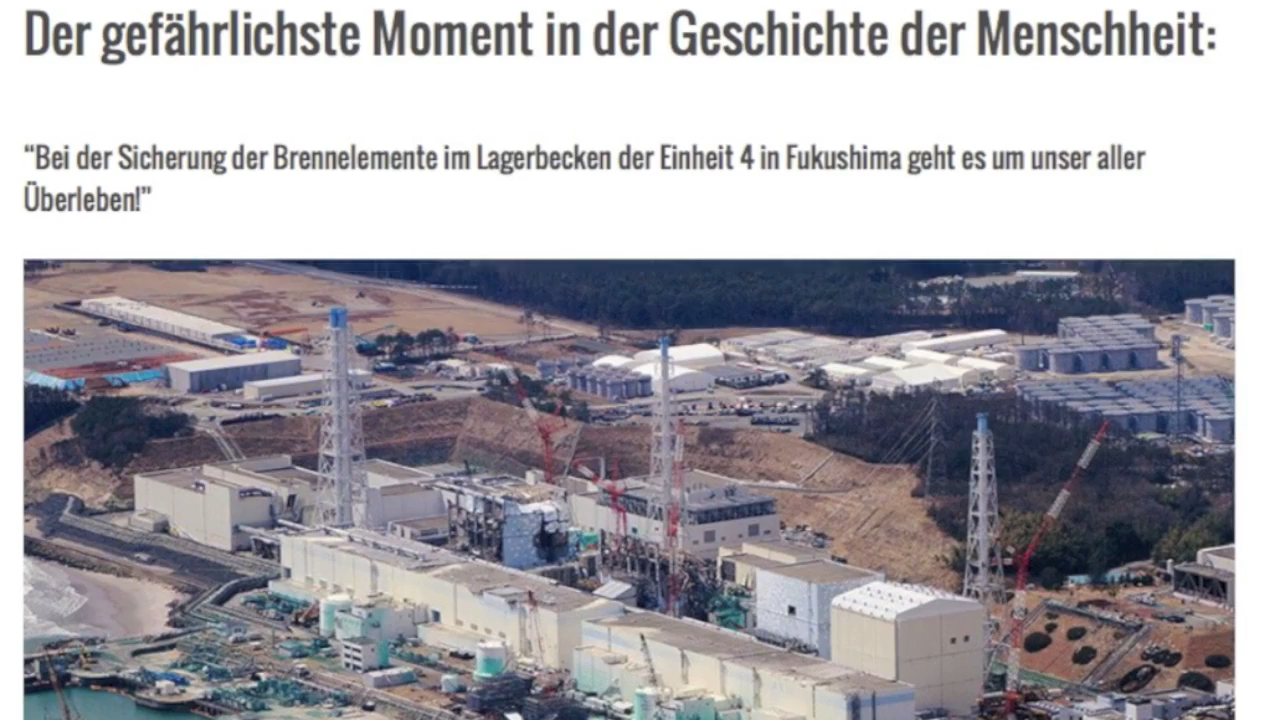 Der gefährlichste Moment in der Geschichte der Menschheit:
“Bei der Sicherung der Brennelemente im Lagerbecken der Einheit 4 in Fukushima geht es um unser aller
Überleben!”